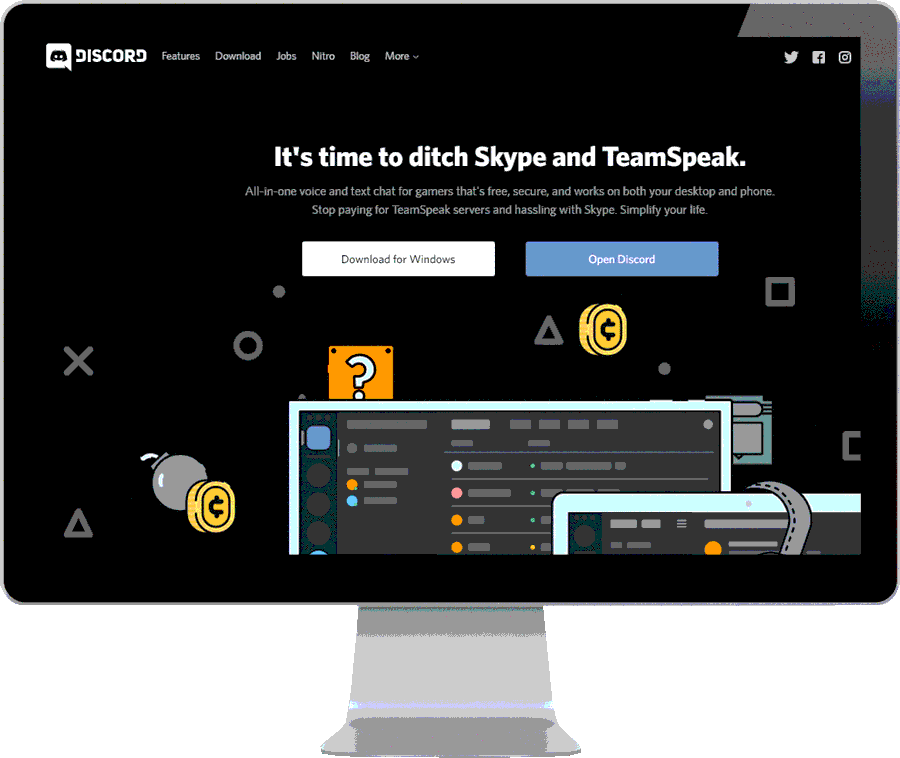 DISCORD Features Download Jobs Nitro Blog More
It's time to ditch Skype and TeamSpeak.
All-in-one voice and text chat for gamers that's free, secure, and works on both your desktop and phone.
Stop paying for TeamSpeak servers and hassling with Skype. Simplify your life.
Download for Windows Open Discord
?
¢
¢